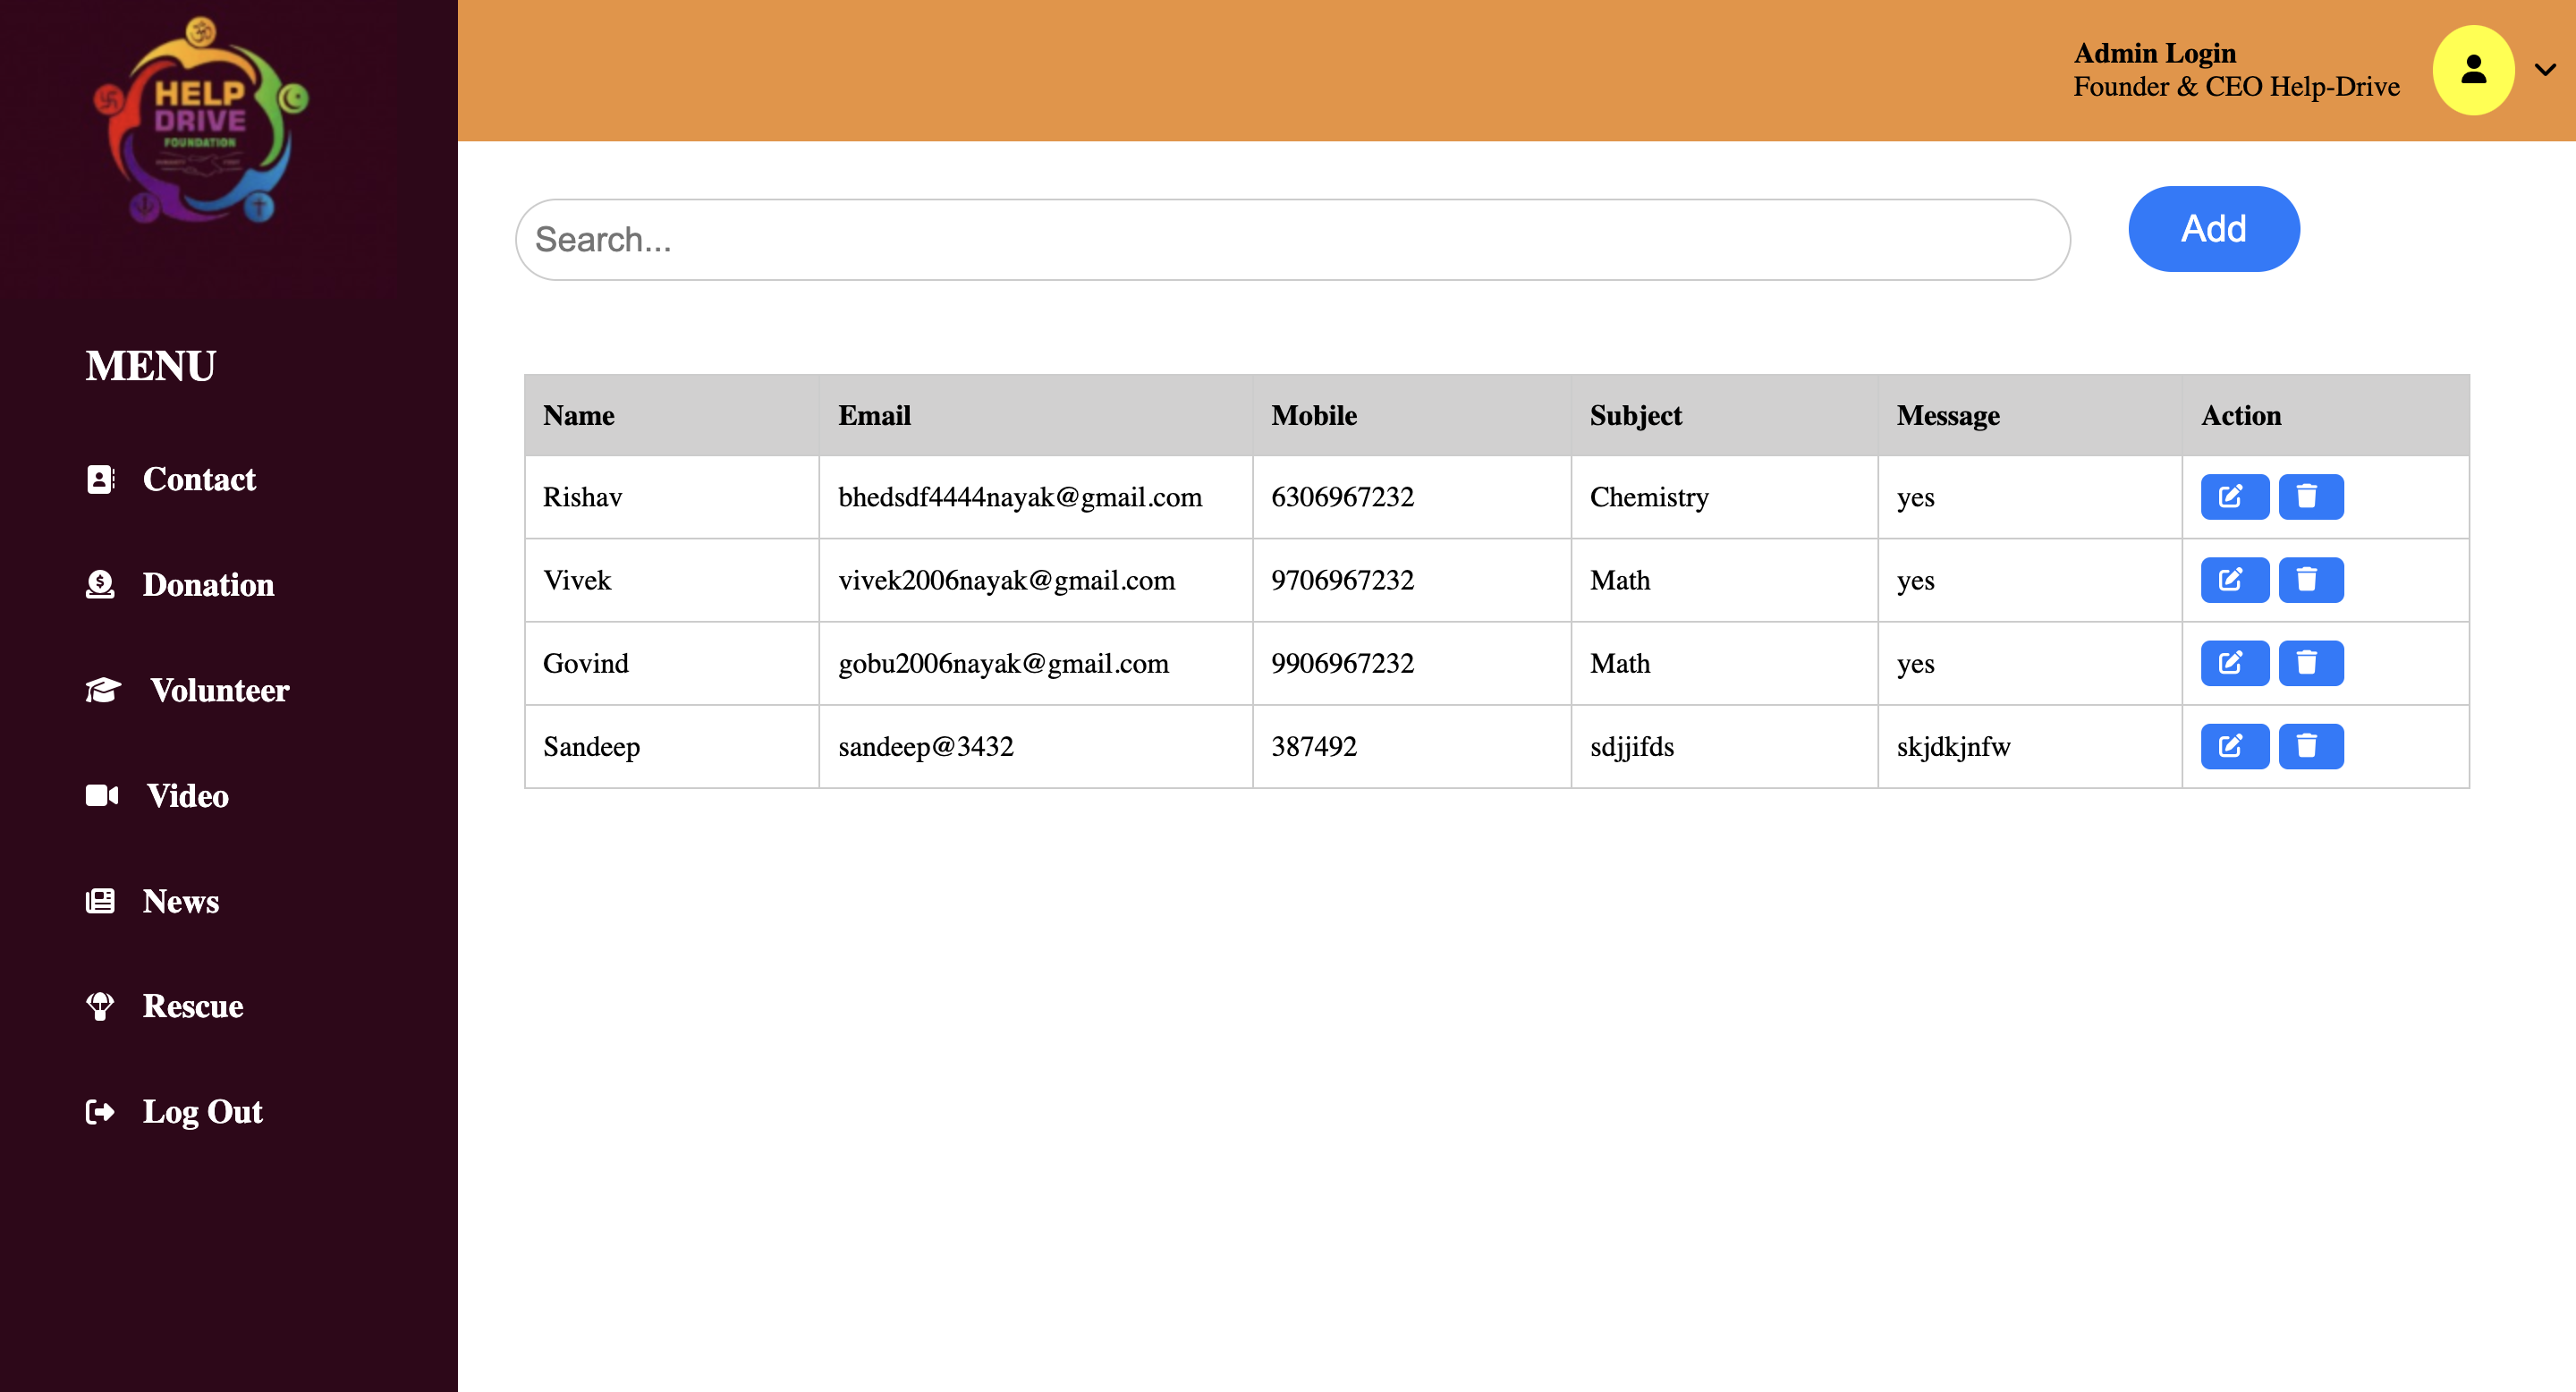 HELP
DRIVE
FOUNDATION
MENU
Contact
Donation
Volunteer
Video
News
Rescue
Log Out
Admin Login
Founder & CEO Help-Drive
Search...
Add
Name Email Mobile Subject Message Action
Rishav bhedsdf4444nayak@gmail.com 6306967232 Chemistry yes
Vivek vivek2006nayak@gmail.com 9706967232 Math yes
Govind gobu2006nayak@gmail.com 9906967232 Math yes
Sandeep sandeep@3432 387492 sdjjifds skjdkjnfw